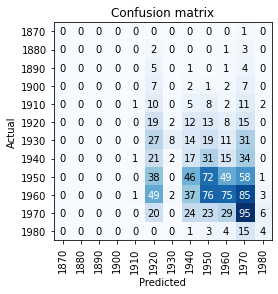 Confusion matrix
1870 0 0 0 0 0 0 0 0 0 0 1 0
1880 0 0 0 0 0 2 0 0 0 1 3 0
1890 0 0 0 0 0 5 0 1 0 1 4 0
1900 0 0 0 0 0 7 0 2 1 2 7 0
1910 0 0 0 0 1 10 0 5 8 2 11 2
1920 0 0 0 0 0 19 2 12 13 8 15 0
1930 0 0 0 0 0 27 8 14 19 11 31 0
1940 0 0 0 0 1 21 2 17 31 15 34 0
1950 0 0 0 0 0 38 0 46 72 49 58 1
1960 0 0 0 0 1 49 2 37 76 75 85 3
1970 0 0 0 0 0 20 0 24 23 29 95 6
1980 0 0 0 0 0 0 0 1 3 4 15 4
Actual
1870 1880 1890 1900 1910 1920 1930 1940 1950 1960 1970 1980
Predicted